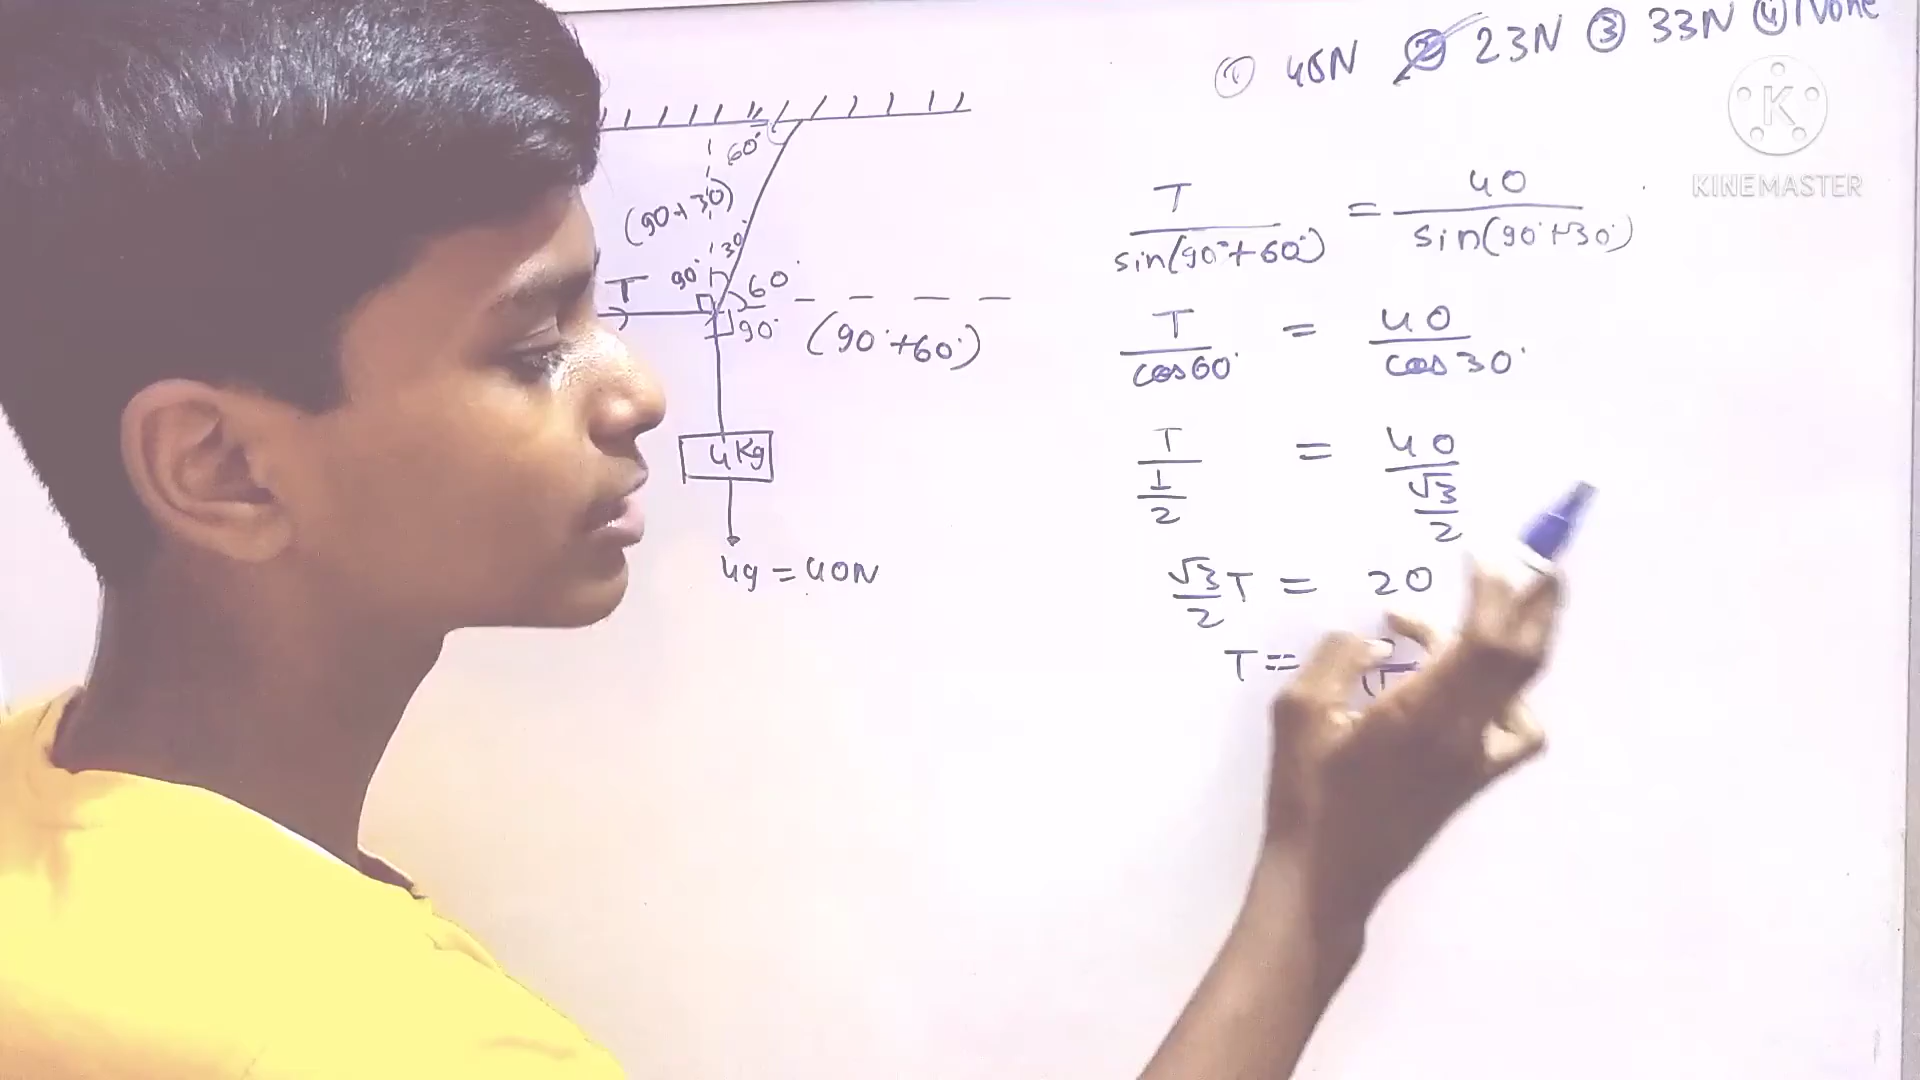 ① 45N ② 23N ③ 33N ④ None
K
KINEMASTER
60°
(90+30)
30°
T 90° 60°
90° (90°+60°)
4Kg
4g = 40N
T/sin(90°+60°) = 40/sin(90°+30°)
T/cos60° = 40/cos30°
T/(1/2) = 40/(√3/2)
√3/2 T = 20
T =